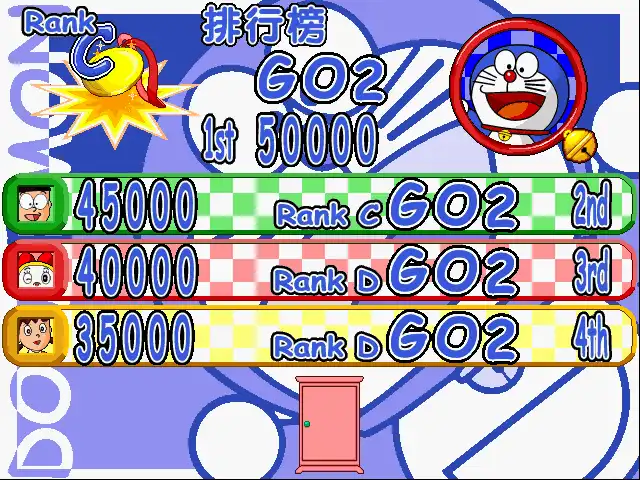 Rank C
排行榜
GO2
1st 50000
45000 Rank C GO2 2nd
40000 Rank D GO2 3rd
35000 Rank D GO2 4th